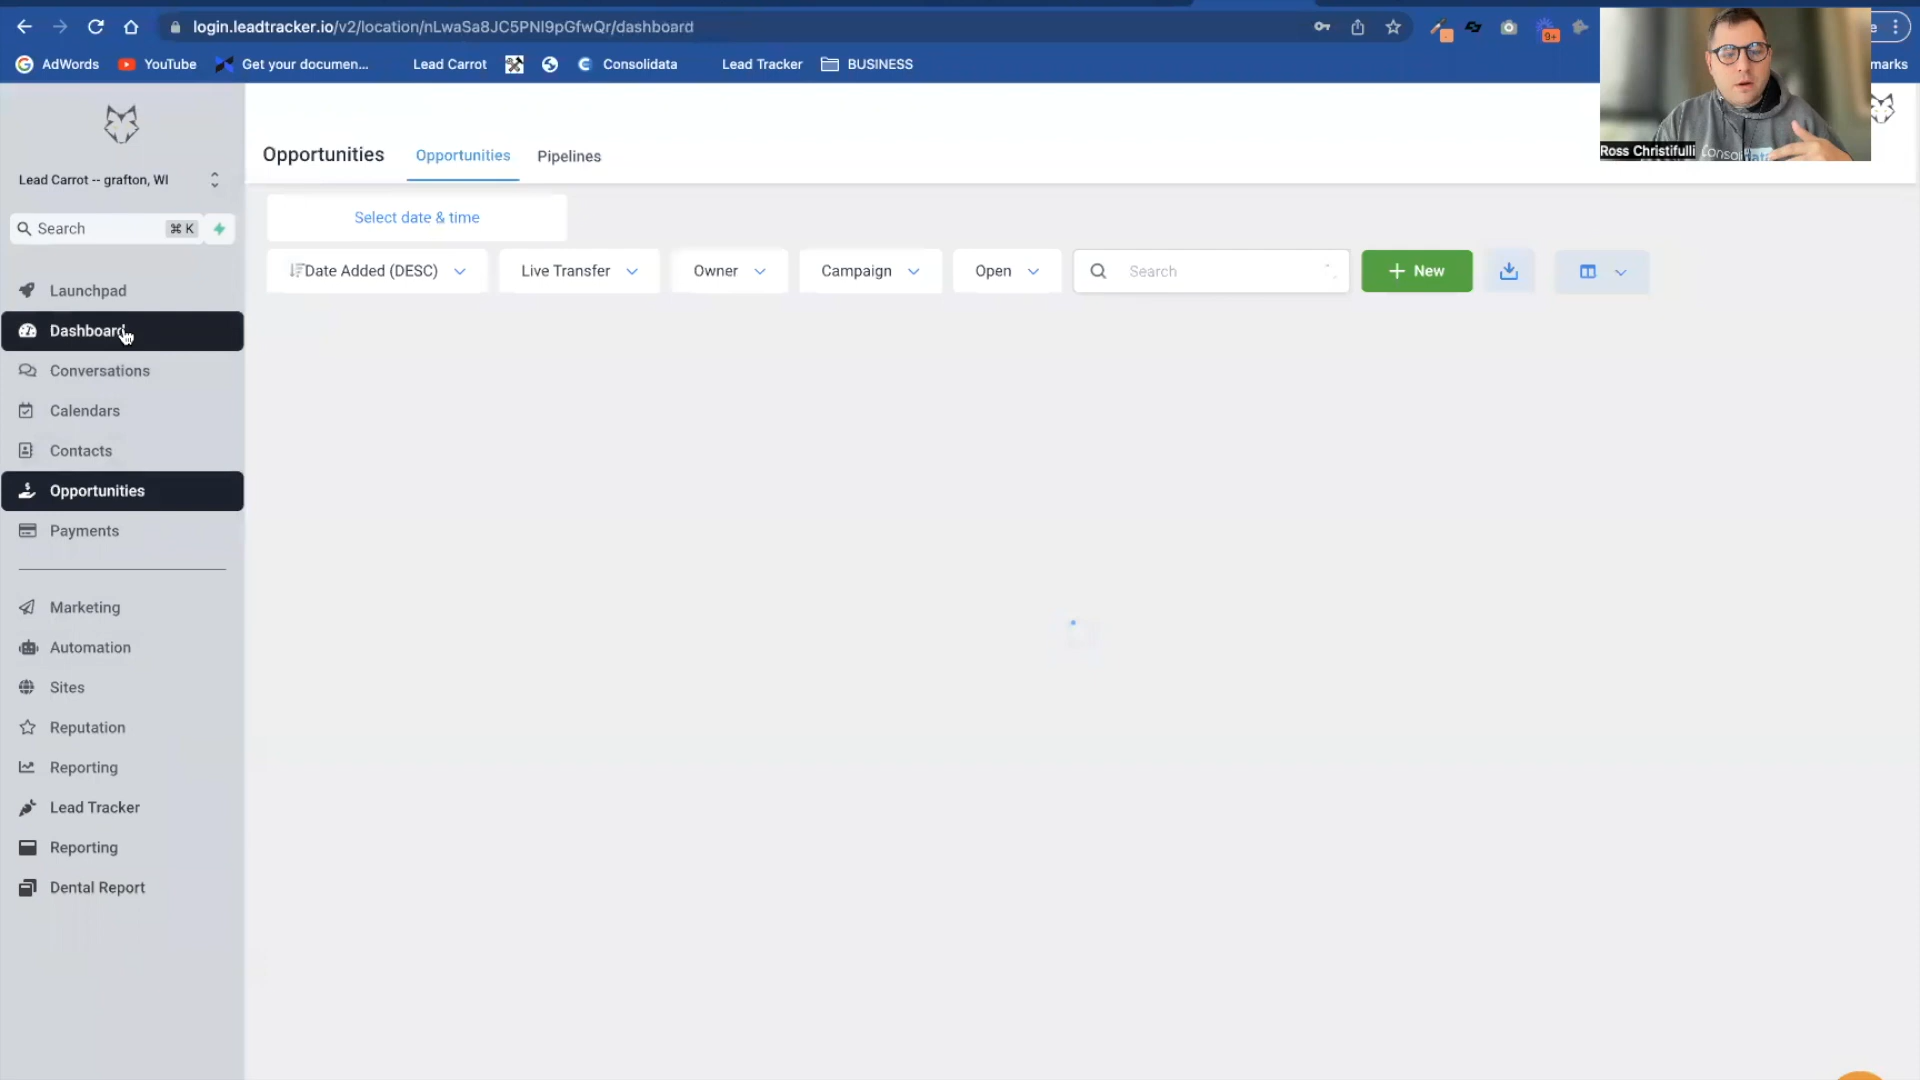 login.leadtracker.io/v2/location/nLwaSa8JC5PNl9pGfwQr/dashboard
9+
e
AdWords
YouTube
Get your documen...
Lead Carrot
Consolidata
Lead Tracker
BUSINESS
marks
Ross Christifulli
Lead Carrot -- grafton, WI
Search
⌘ K
Launchpad
Dashboard
Conversations
Calendars
Contacts
Opportunities
Payments
Marketing
Automation
Sites
Reputation
Reporting
Lead Tracker
Reporting
Dental Report
Opportunities
Opportunities
Pipelines
Select date & time
Date Added (DESC)
Live Transfer
Owner
Campaign
Open
Search
+ New